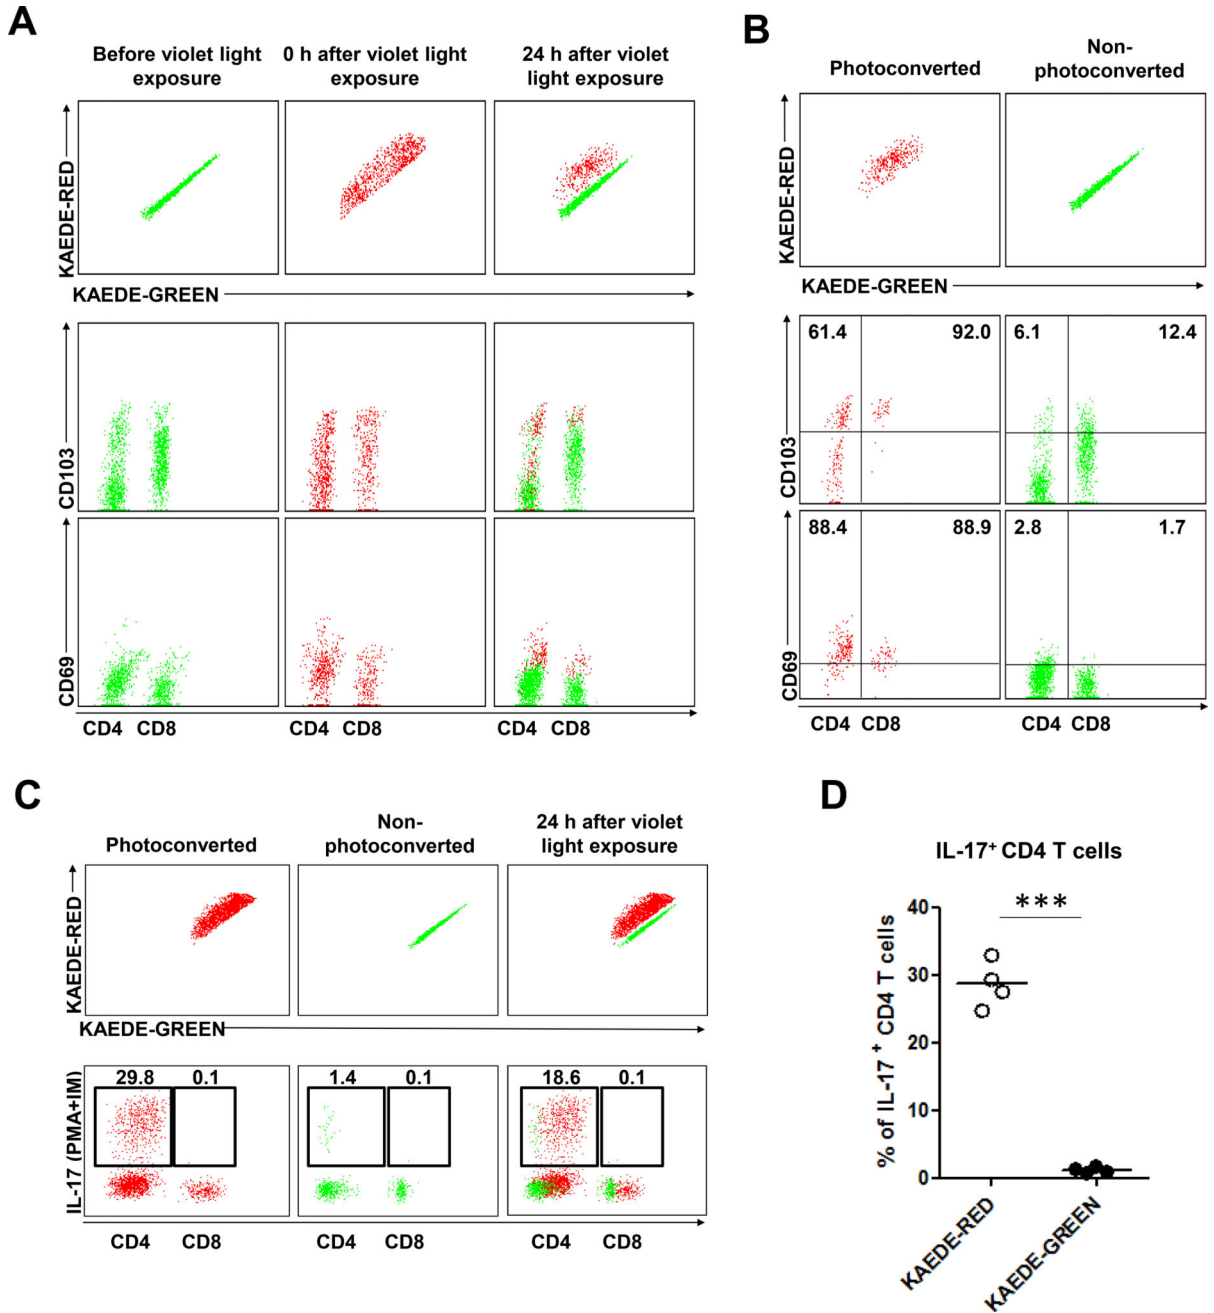 A
Before violet light
exposure
0 h after violet light
exposure
24 h after violet
light exposure
KAEDE-RED
KAEDE-GREEN
CD103
CD69
CD4 CD8
CD4 CD8
CD4 CD8
B
Photoconverted
Non-
photoconverted
KAEDE-RED
KAEDE-GREEN
61.4 92.0
6.1 12.4
CD103
88.4 88.9
2.8 1.7
CD69
CD4 CD8
CD4 CD8
C
Photoconverted
Non-
photoconverted
24 h after violet
light exposure
KAEDE-RED
KAEDE-GREEN
29.8 0.1
1.4 0.1
18.6 0.1
IL-17 (PMA+IM)
CD4 CD8
CD4 CD8
CD4 CD8
D
IL-17⁺ CD4 T cells
***
% of IL-17⁺ CD4 T cells
40
30
20
10
0
KAEDE-RED
KAEDE-GREEN